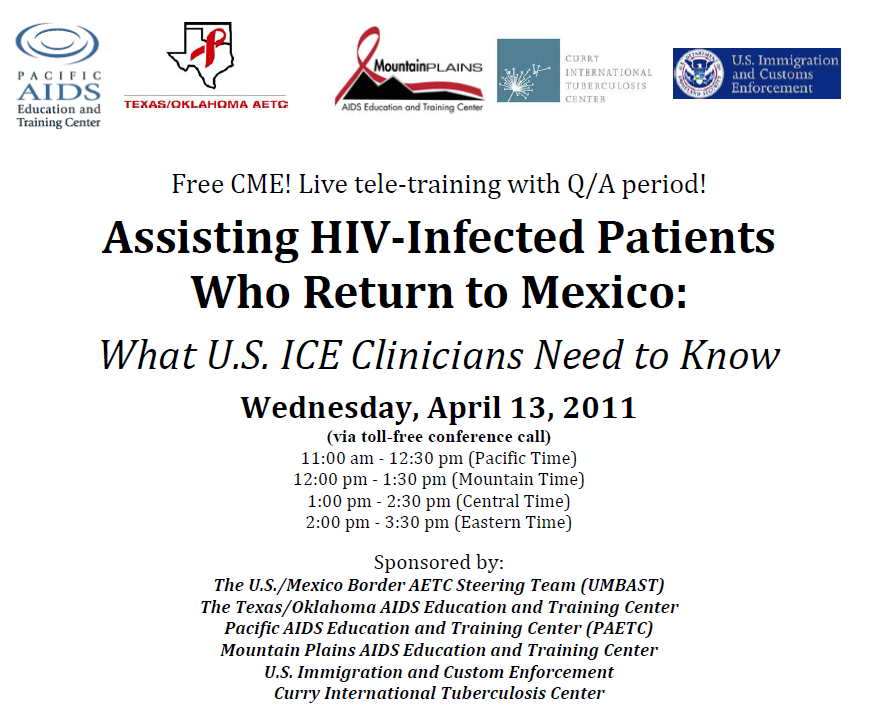 PACIFIC
AIDS
Education and
Training Center
TEXAS/OKLAHOMA AETC
MountainPLAINS
AIDS Education and Training Center
CURRY
INTERNATIONAL
TUBERCULOSIS
CENTER
U.S. Immigration
and Customs
Enforcement
Free CME! Live tele-training with Q/A period!
Assisting HIV-Infected Patients
Who Return to Mexico:
What U.S. ICE Clinicians Need to Know
Wednesday, April 13, 2011
(via toll-free conference call)
11:00 am - 12:30 pm (Pacific Time)
12:00 pm - 1:30 pm (Mountain Time)
1:00 pm - 2:30 pm (Central Time)
2:00 pm - 3:30 pm (Eastern Time)
Sponsored by:
The U.S./Mexico Border AETC Steering Team (UMBAST)
The Texas/Oklahoma AIDS Education and Training Center
Pacific AIDS Education and Training Center (PAETC)
Mountain Plains AIDS Education and Training Center
U.S. Immigration and Custom Enforcement
Curry International Tuberculosis Center